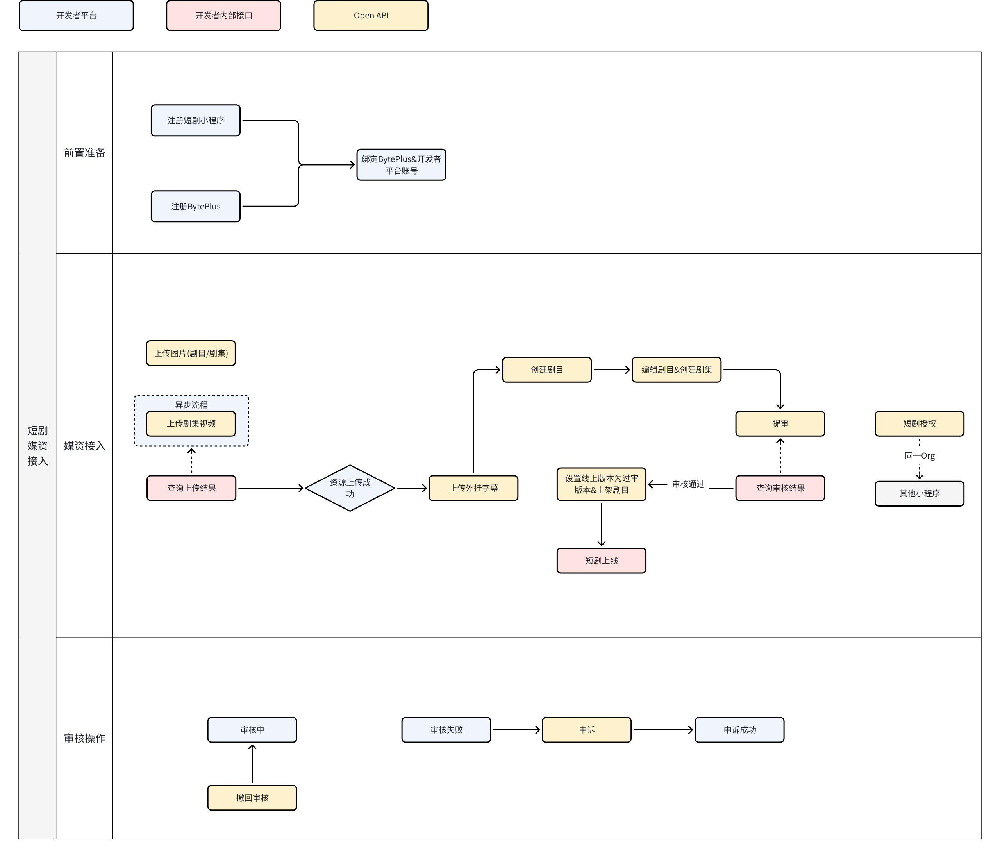 开发者平台
开发者内部接口
Open API
短剧
媒资
接入
前置准备
注册短剧小程序
注册BytePlus
绑定BytePlus&开发者
平台账号
媒资接入
上传图片(剧目/剧集)
异步流程
上传剧集视频
查询上传结果
资源上传成
功
上传外挂字幕
创建剧目
编辑剧目&创建剧集
提审
查询审核结果
审核通过
设置线上版本为过审
版本&上架剧目
短剧上线
短剧授权
同一Org
其他小程序
审核操作
审核中
撤回审核
审核失败
申诉
申诉成功